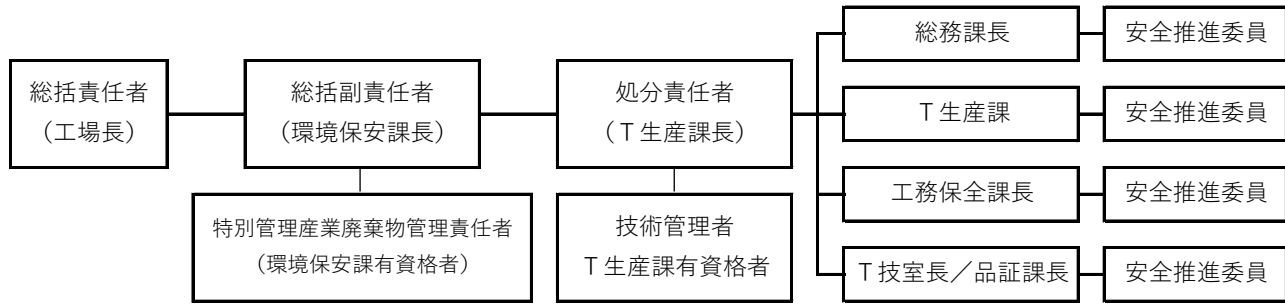 総括責任者
（工場長）
総括副責任者
（環境保安課長）
特別管理産業廃棄物管理責任者
（環境保安課有資格者）
処分責任者
（Ｔ生産課長）
技術管理者
Ｔ生産課有資格者
総務課長
安全推進委員
Ｔ生産課
安全推進委員
工務保全課長
安全推進委員
Ｔ技室長／品証課長
安全推進委員